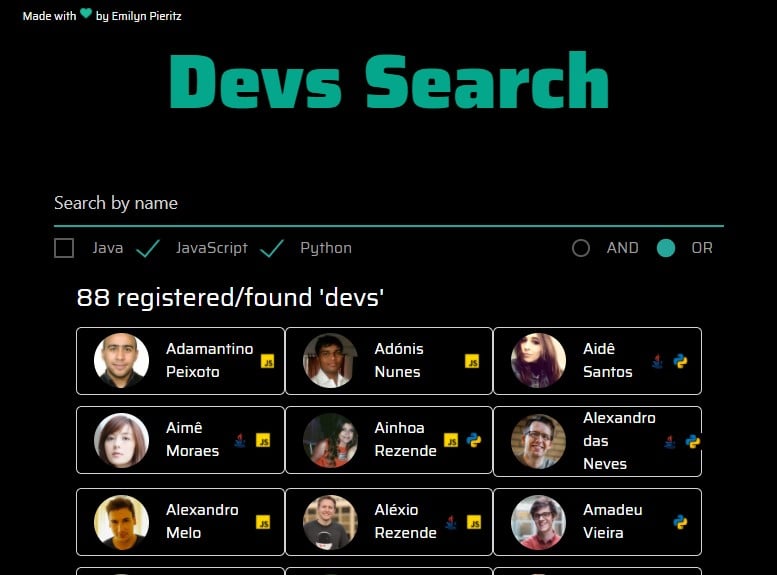 Made with by Emilyn Pieritz
Devs Search
Search by name
Java JavaScript Python AND OR
88 registered/found 'devs'
Adamantino
Peixoto
JS
Adónis
Nunes
JS
Aidê
Santos
Aimê
Moraes
JS
Ainhoa
Rezende
JS
Alexandro
das
Neves
Alexandro
Melo
JS
Aléxio
Rezende
JS
Amadeu
Vieira